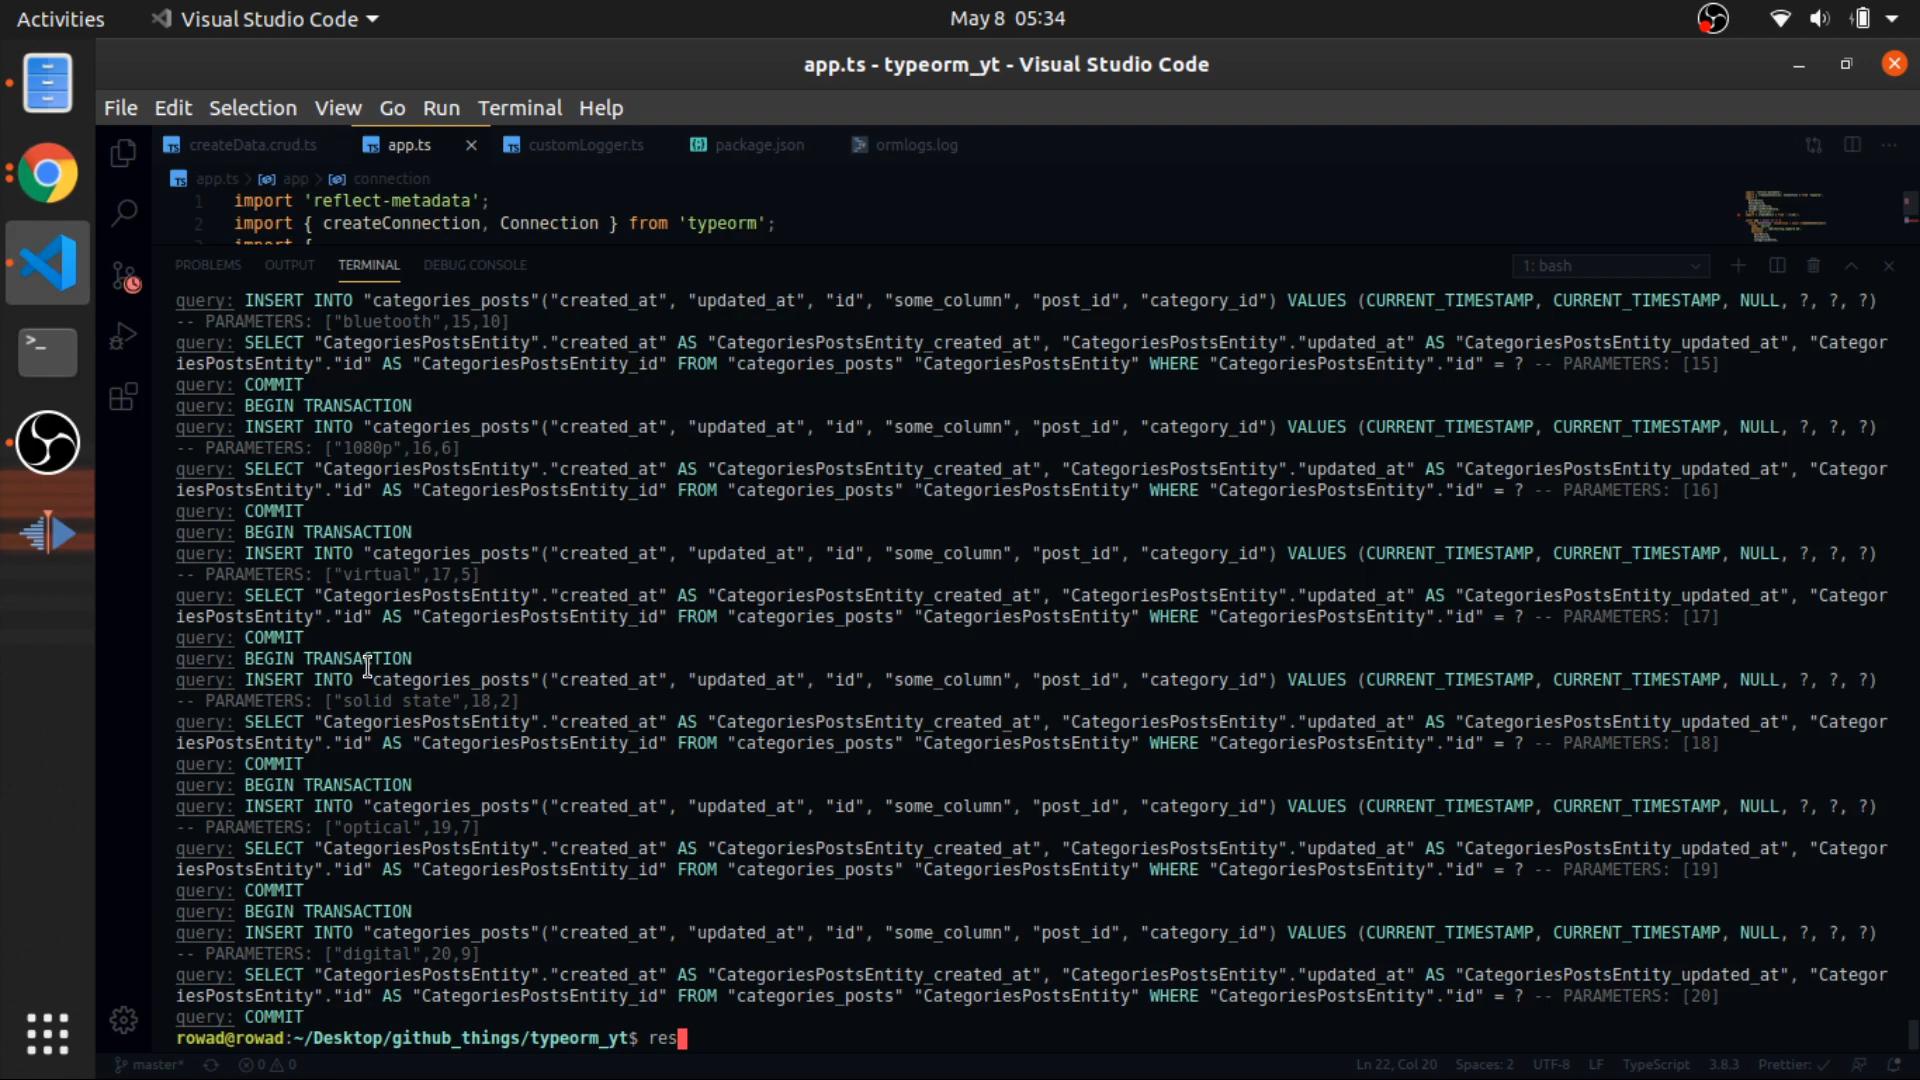 Activities Visual Studio Code May 8 05:34
app.ts - typeorm_yt - Visual Studio Code
File Edit Selection View Go Run Terminal Help
TS createData.crud.ts TS app.ts TS customLogger.ts package.json ormlogs.log
TS app.ts > app > connection
1 import 'reflect-metadata';
2 import { createConnection, Connection } from 'typeorm';
import {
PROBLEMS OUTPUT TERMINAL DEBUG CONSOLE 1: bash
query: INSERT INTO "categories_posts"("created_at", "updated_at", "id", "some_column", "post_id", "category_id") VALUES (CURRENT_TIMESTAMP, CURRENT_TIMESTAMP, NULL, ?, ?, ?)
-- PARAMETERS: ["bluetooth",15,10]
query: SELECT "CategoriesPostsEntity"."created_at" AS "CategoriesPostsEntity_created_at", "CategoriesPostsEntity"."updated_at" AS "CategoriesPostsEntity_updated_at", "Categor
iesPostsEntity"."id" AS "CategoriesPostsEntity_id" FROM "categories_posts" "CategoriesPostsEntity" WHERE "CategoriesPostsEntity"."id" = ? -- PARAMETERS: [15]
query: COMMIT
query: BEGIN TRANSACTION
query: INSERT INTO "categories_posts"("created_at", "updated_at", "id", "some_column", "post_id", "category_id") VALUES (CURRENT_TIMESTAMP, CURRENT_TIMESTAMP, NULL, ?, ?, ?)
-- PARAMETERS: ["1080p",16,6]
query: SELECT "CategoriesPostsEntity"."created_at" AS "CategoriesPostsEntity_created_at", "CategoriesPostsEntity"."updated_at" AS "CategoriesPostsEntity_updated_at", "Categor
iesPostsEntity"."id" AS "CategoriesPostsEntity_id" FROM "categories_posts" "CategoriesPostsEntity" WHERE "CategoriesPostsEntity"."id" = ? -- PARAMETERS: [16]
query: COMMIT
query: BEGIN TRANSACTION
query: INSERT INTO "categories_posts"("created_at", "updated_at", "id", "some_column", "post_id", "category_id") VALUES (CURRENT_TIMESTAMP, CURRENT_TIMESTAMP, NULL, ?, ?, ?)
-- PARAMETERS: ["virtual",17,5]
query: SELECT "CategoriesPostsEntity"."created_at" AS "CategoriesPostsEntity_created_at", "CategoriesPostsEntity"."updated_at" AS "CategoriesPostsEntity_updated_at", "Categor
iesPostsEntity"."id" AS "CategoriesPostsEntity_id" FROM "categories_posts" "CategoriesPostsEntity" WHERE "CategoriesPostsEntity"."id" = ? -- PARAMETERS: [17]
query: COMMIT
query: BEGIN TRANSACTION
query: INSERT INTO "categories_posts"("created_at", "updated_at", "id", "some_column", "post_id", "category_id") VALUES (CURRENT_TIMESTAMP, CURRENT_TIMESTAMP, NULL, ?, ?, ?)
-- PARAMETERS: ["solid state",18,2]
query: SELECT "CategoriesPostsEntity"."created_at" AS "CategoriesPostsEntity_created_at", "CategoriesPostsEntity"."updated_at" AS "CategoriesPostsEntity_updated_at", "Categor
iesPostsEntity"."id" AS "CategoriesPostsEntity_id" FROM "categories_posts" "CategoriesPostsEntity" WHERE "CategoriesPostsEntity"."id" = ? -- PARAMETERS: [18]
query: COMMIT
query: BEGIN TRANSACTION
query: INSERT INTO "categories_posts"("created_at", "updated_at", "id", "some_column", "post_id", "category_id") VALUES (CURRENT_TIMESTAMP, CURRENT_TIMESTAMP, NULL, ?, ?, ?)
-- PARAMETERS: ["optical",19,7]
query: SELECT "CategoriesPostsEntity"."created_at" AS "CategoriesPostsEntity_created_at", "CategoriesPostsEntity"."updated_at" AS "CategoriesPostsEntity_updated_at", "Categor
iesPostsEntity"."id" AS "CategoriesPostsEntity_id" FROM "categories_posts" "CategoriesPostsEntity" WHERE "CategoriesPostsEntity"."id" = ? -- PARAMETERS: [19]
query: COMMIT
query: BEGIN TRANSACTION
query: INSERT INTO "categories_posts"("created_at", "updated_at", "id", "some_column", "post_id", "category_id") VALUES (CURRENT_TIMESTAMP, CURRENT_TIMESTAMP, NULL, ?, ?, ?)
-- PARAMETERS: ["digital",20,9]
query: SELECT "CategoriesPostsEntity"."created_at" AS "CategoriesPostsEntity_created_at", "CategoriesPostsEntity"."updated_at" AS "CategoriesPostsEntity_updated_at", "Categor
iesPostsEntity"."id" AS "CategoriesPostsEntity_id" FROM "categories_posts" "CategoriesPostsEntity" WHERE "CategoriesPostsEntity"."id" = ? -- PARAMETERS: [20]
query: COMMIT
rowad@rowad:~/Desktop/github_things/typeorm_yt$ res
master* 0 0 Ln 22, Col 20 Spaces: 2 UTF-8 LF TypeScript 3.8.3 Prettier: ✓